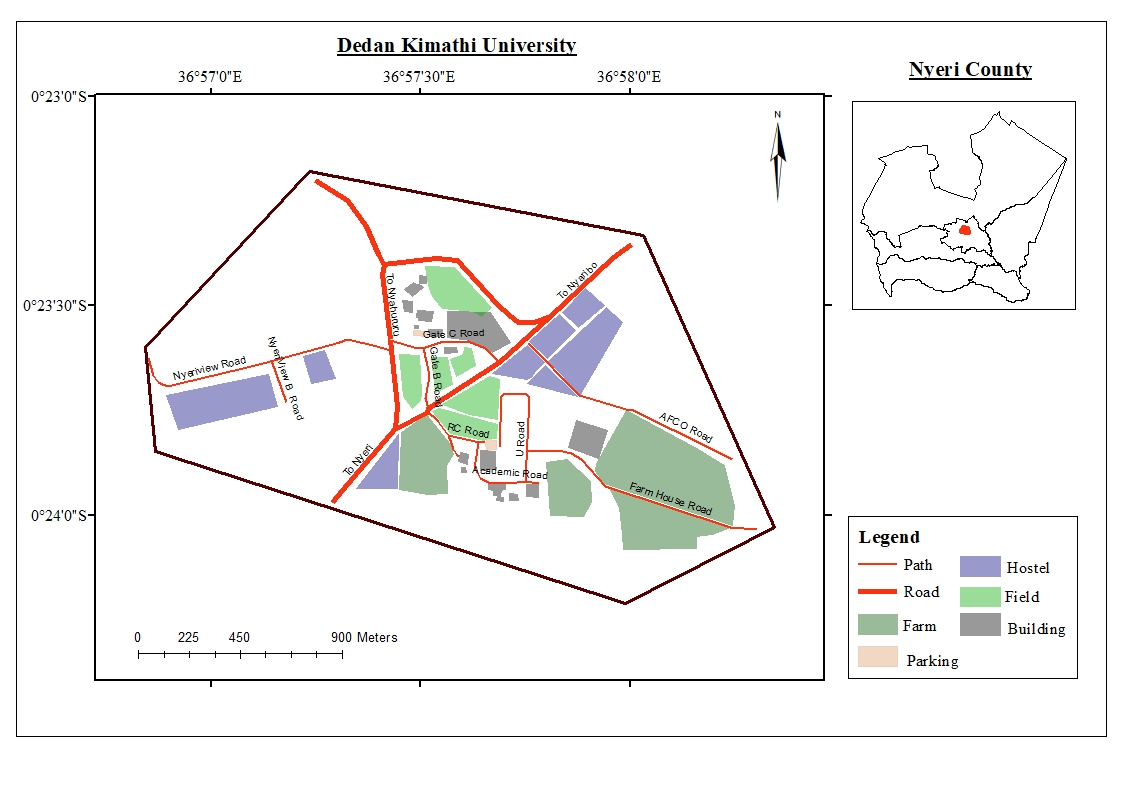 Dedan Kimathi University
Nyeri County
36°57'0"E
36°57'30"E
36°58'0"E
0°23'0"S
0°23'30"S
0°24'0"S
N
To Nyaribo
To Nyahururu
Gate C Road
Gate B Road
Nyeriview Road
NyeriView B Road
RC Road
U Road
AFCO Road
To Nyeri
Academic Road
Farm House Road
0 225 450 900 Meters
Legend
Path
Hostel
Road
Field
Farm
Building
Parking